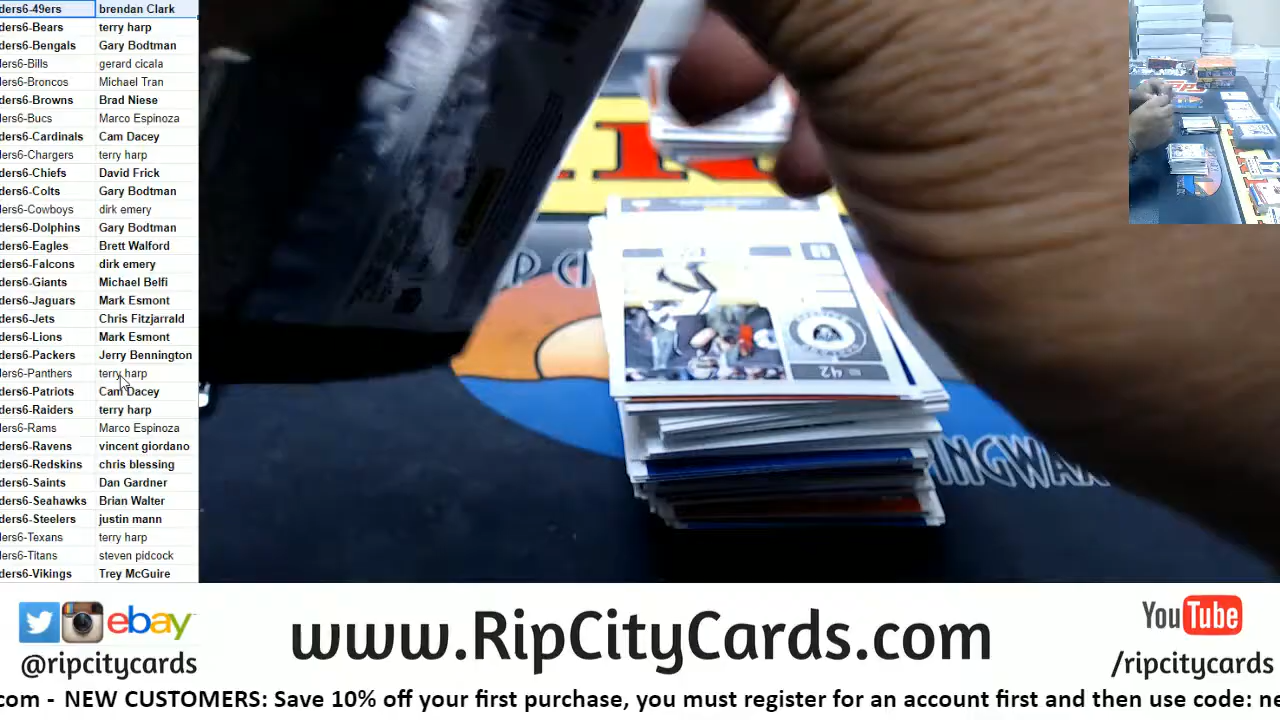 ders6-49ers brendan Clark
ders6-Bears terry harp
ders6-Bengals Gary Bodtman
ders6-Bills gerard cicala
ders6-Broncos Michael Tran
ders6-Browns Brad Niese
ders6-Bucs Marco Espinoza
ders6-Cardinals Cam Dacey
ders6-Chargers terry harp
ders6-Chiefs David Frick
ders6-Colts Gary Bodtman
ders6-Cowboys dirk emery
ders6-Dolphins Gary Bodtman
ders6-Eagles Brett Walford
ders6-Falcons dirk emery
ders6-Giants Michael Belfi
ders6-Jaguars Mark Esmont
ders6-Jets Chris Fitzjarrald
ders6-Lions Mark Esmont
ders6-Packers Jerry Bennington
ders6-Panthers terry harp
ders6-Patriots Cam Dacey
ders6-Raiders terry harp
ders6-Rams Marco Espinoza
ders6-Ravens vincent giordano
ders6-Redskins chris blessing
ders6-Saints Dan Gardner
ders6-Seahawks Brian Walter
ders6-Steelers justin mann
ders6-Texans terry harp
ders6-Titans steven pidcock
ders6-Vikings Trey McGuire
42
ebay
@ripcitycards
www.RipCityCards.com
YouTube
/ripcitycards
.com - NEW CUSTOMERS: Save 10% off your first purchase, you must register for an account first and then use code: ne